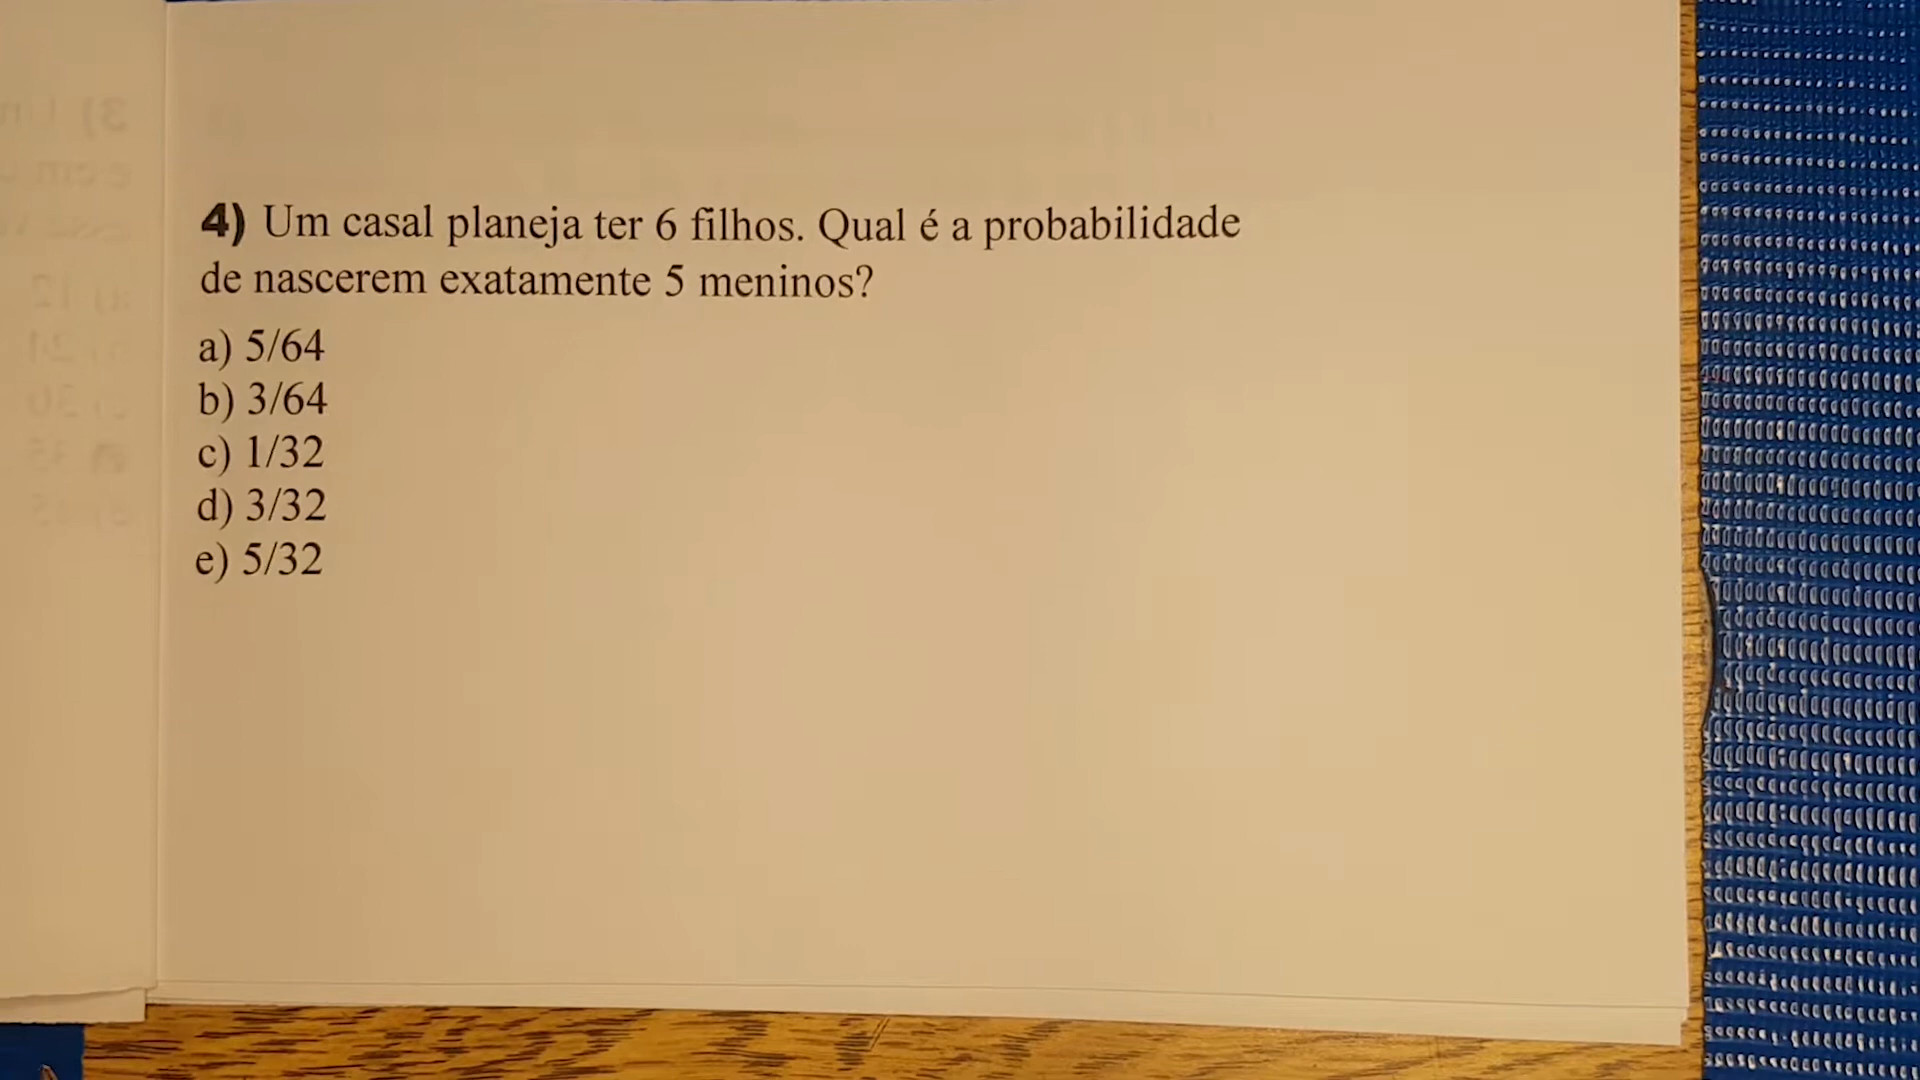 4) Um casal planeja ter 6 filhos. Qual é a probabilidade
de nascerem exatamente 5 meninos?
a) 5/64
b) 3/64
c) 1/32
d) 3/32
e) 5/32